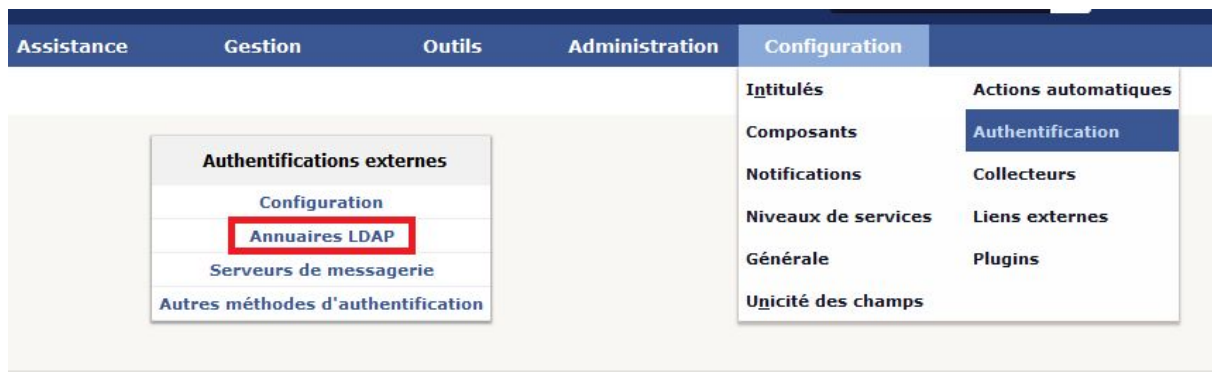 Assistance Gestion Outils Administration Configuration
Intitulés Actions automatiques
Composants Authentification
Notifications Collecteurs
Niveaux de services Liens externes
Générale Plugins
Unicité des champs
Authentifications externes
Configuration
Annuaires LDAP
Serveurs de messagerie
Autres méthodes d'authentification